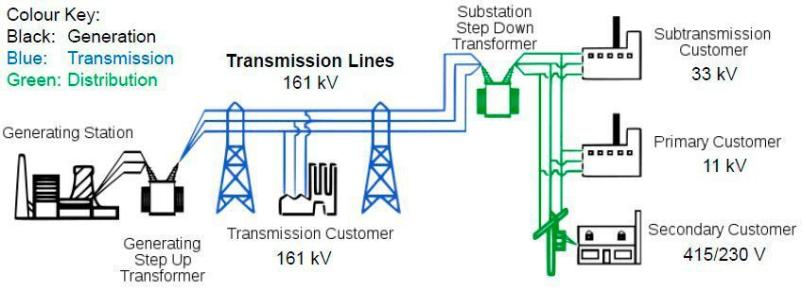 Colour Key:
Black: Generation
Blue: Transmission
Green: Distribution
Generating Station
Generating
Step Up
Transformer
Transmission Lines
161 kV
Transmission Customer
161 kV
Substation
Step Down
Transformer
Subtransmission
Customer
33 kV
Primary Customer
11 kV
Secondary Customer
415/230 V